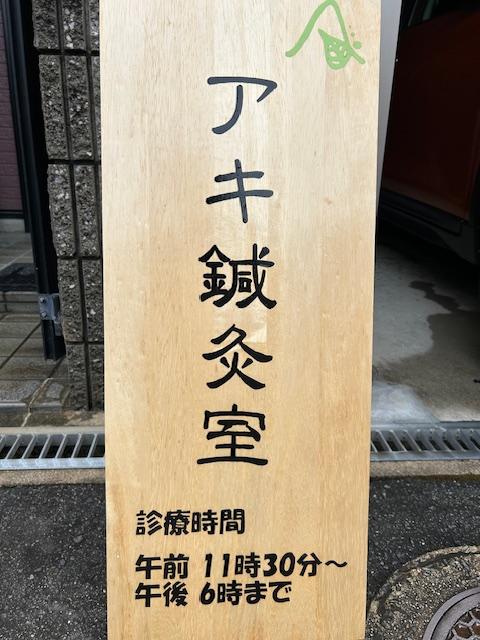 アキ鍼灸室
診療時間
午前 11時30分～
午後 6時まで